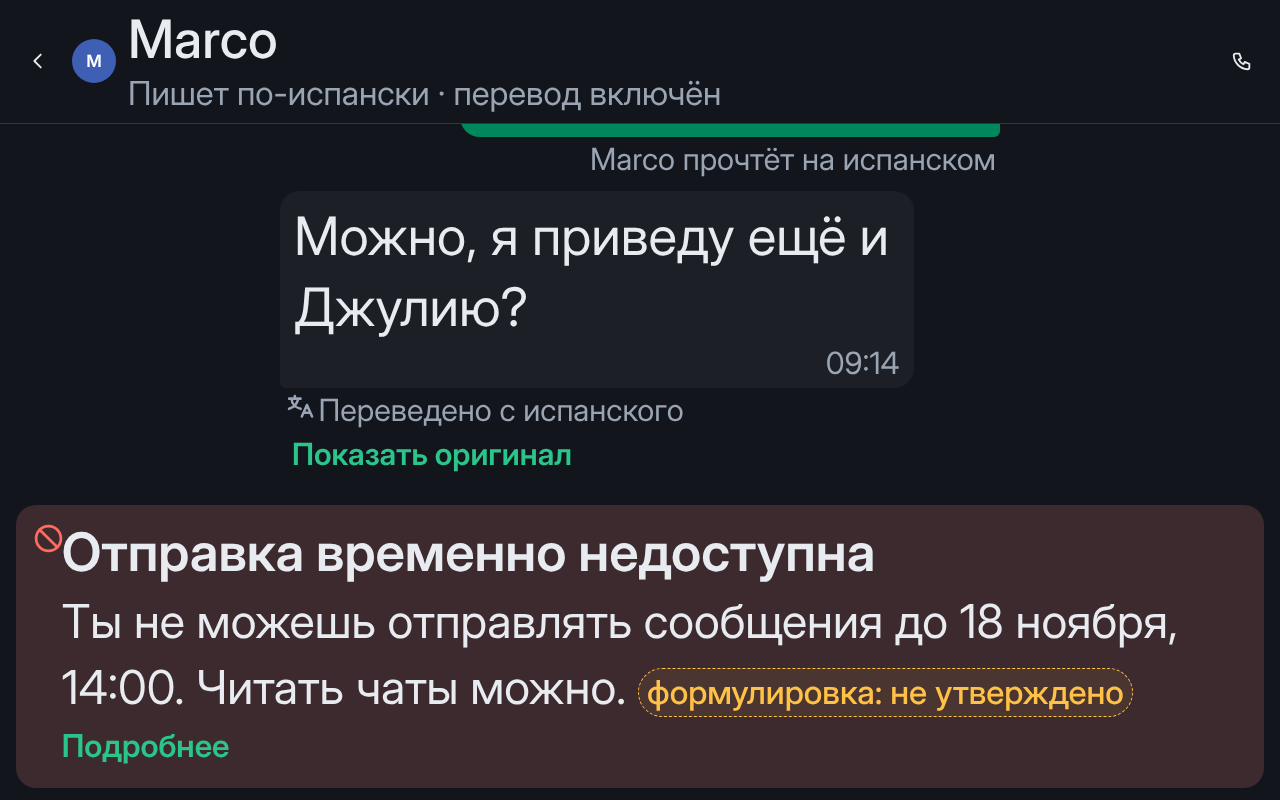 M
Marco
Пишет по-испански · перевод включён
Marco прочтёт на испанском
Можно, я приведу ещё и
Джулию?
09:14
Переведено с испанского
Показать оригинал
Отправка временно недоступна
Ты не можешь отправлять сообщения до 18 ноября,
14:00. Читать чаты можно. формулировка: не утверждено
Подробнее